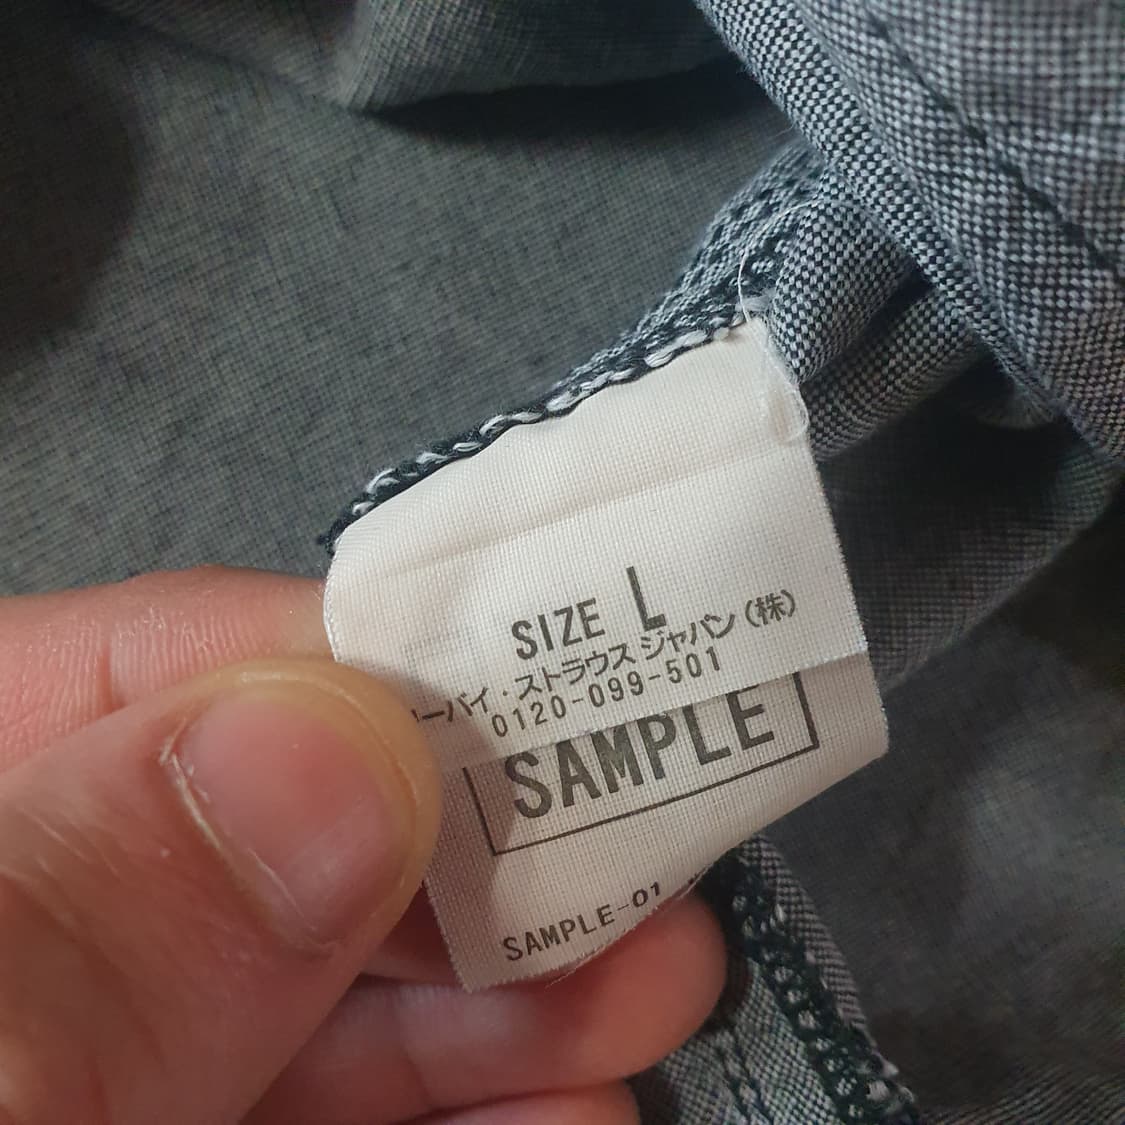 SIZE L
ーバイ・ストラウス ジャパン(株)
0120-099-501
SAMPLE
SAMPLE-01